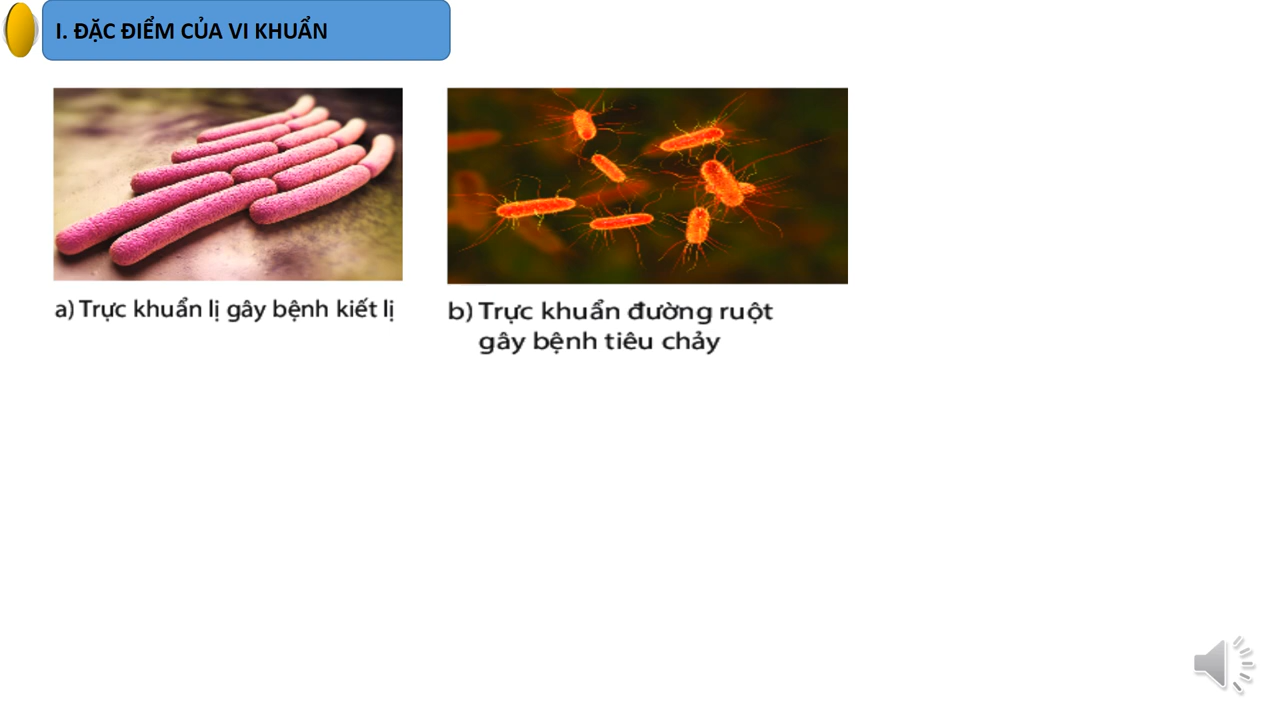 I. ĐẶC ĐIỂM CỦA VI KHUẨN
a) Trực khuẩn lị gây bệnh kiết lị
b) Trực khuẩn đường ruột
gây bệnh tiêu chảy